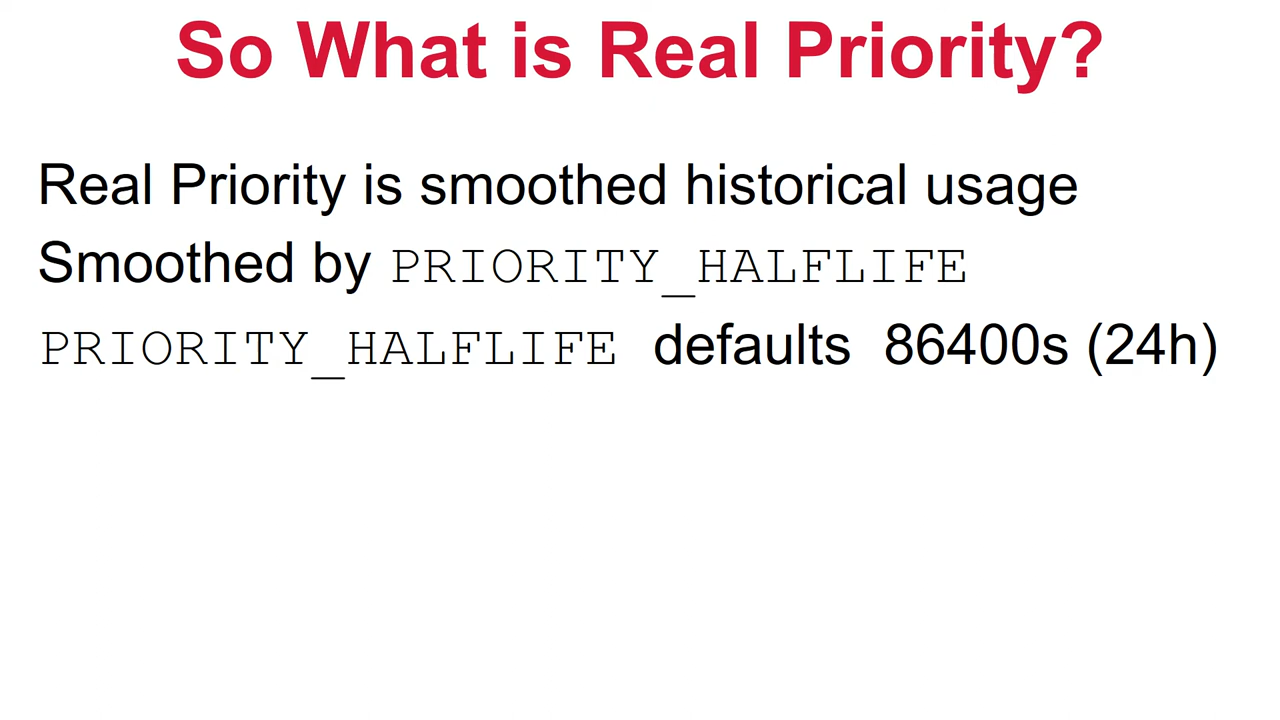 So What is Real Priority?
Real Priority is smoothed historical usage
Smoothed by PRIORITY_HALFLIFE
PRIORITY_HALFLIFE defaults 86400s (24h)